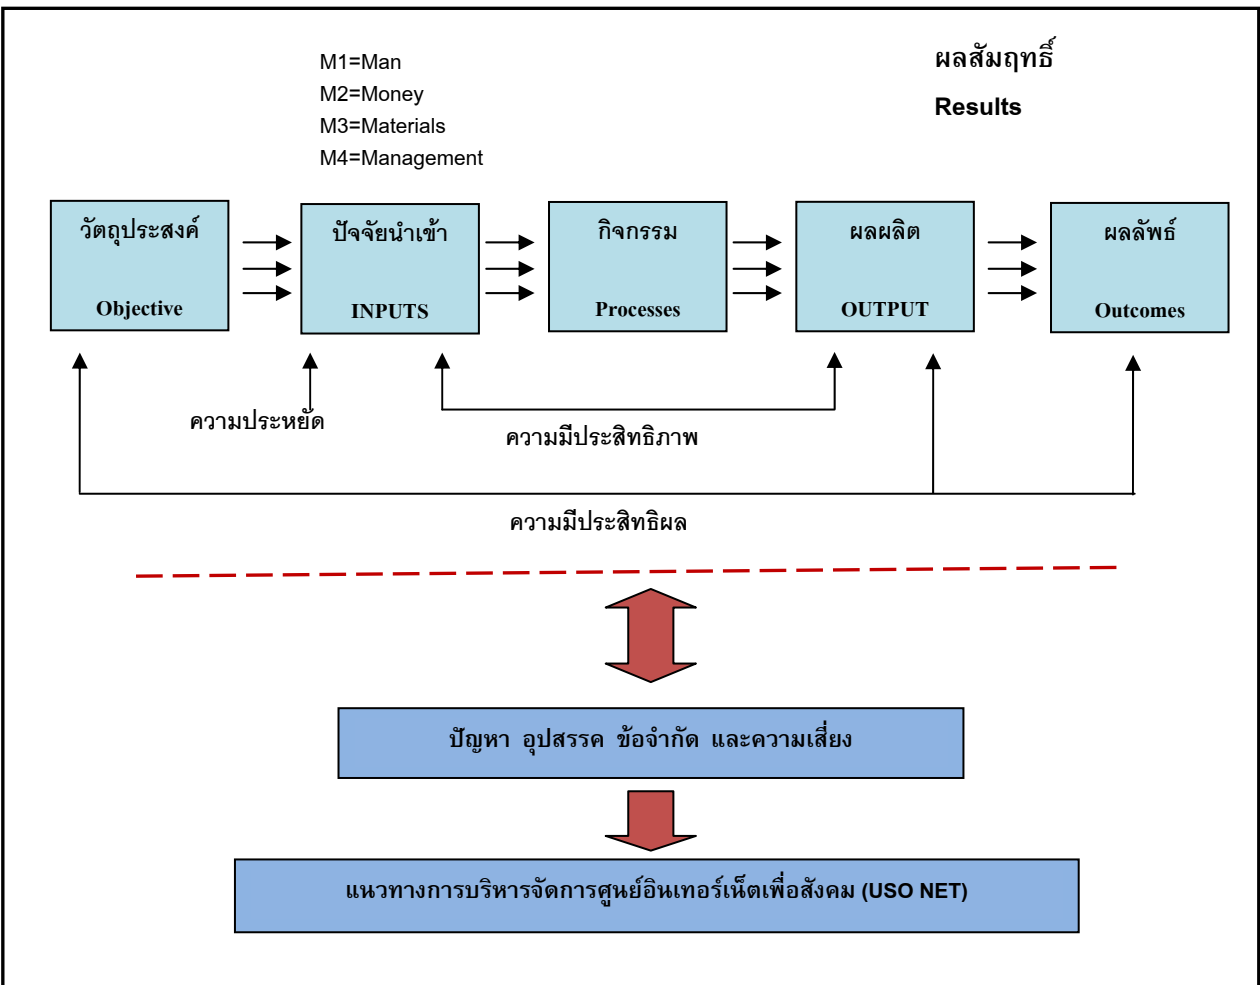 M1=Man
M2=Money
M3=Materials
M4=Management
ผลสัมฤทธิ์
Results
วัตถุประสงค์
Objective
ปัจจัยนำเข้า
INPUTS
กิจกรรม
Processes
ผลผลิต
OUTPUT
ผลลัพธ์
Outcomes
ความประหยัด
ความมีประสิทธิภาพ
ความมีประสิทธิผล
ปัญหา อุปสรรค ข้อจำกัด และความเสี่ยง
แนวทางการบริหารจัดการศูนย์อินเทอร์เน็ตเพื่อสังคม (USO NET)